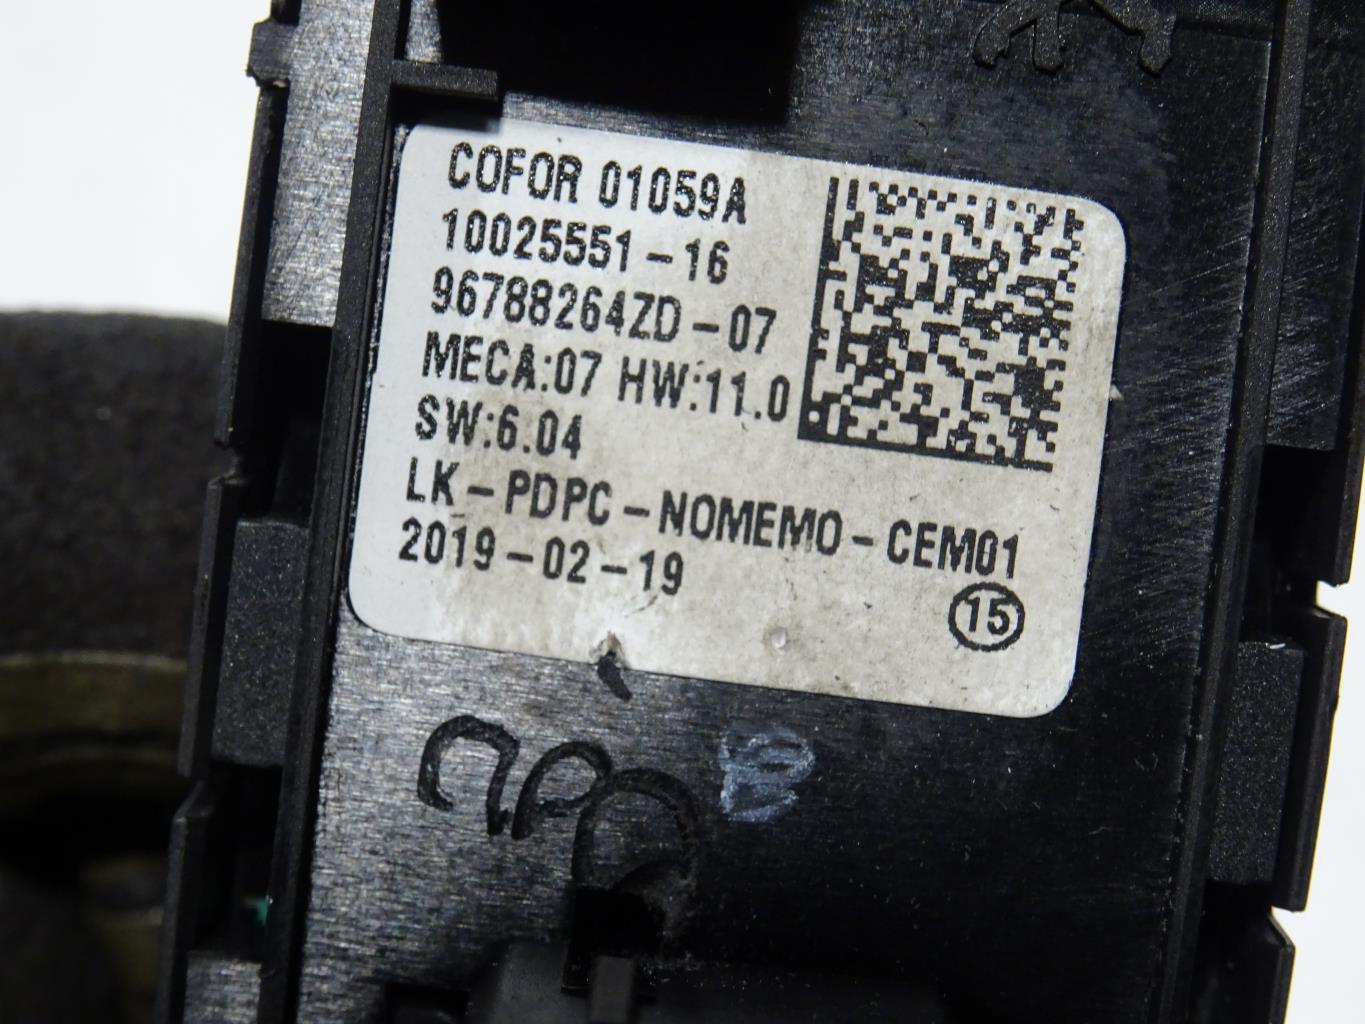 COFOR 01059A
10025551-16
96788264ZD-07
MECA:07 HW:11.0
SW:6.04
LK-PDPC-NOMEMO-CEM01
2019-02-19
15